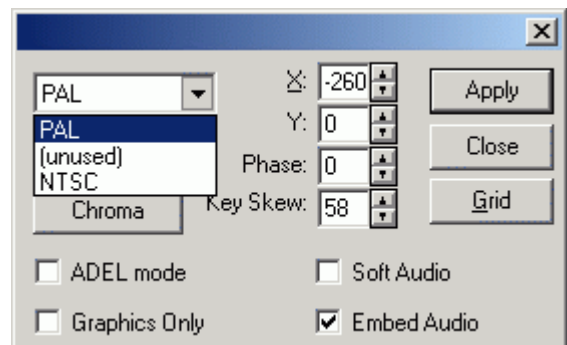 PAL
PAL
(unused)
NTSC
Chroma
X: -260
Y: 0
Phase: 0
Key Skew: 58
Apply
Close
Grid
ADEL mode
Soft Audio
Graphics Only
Embed Audio